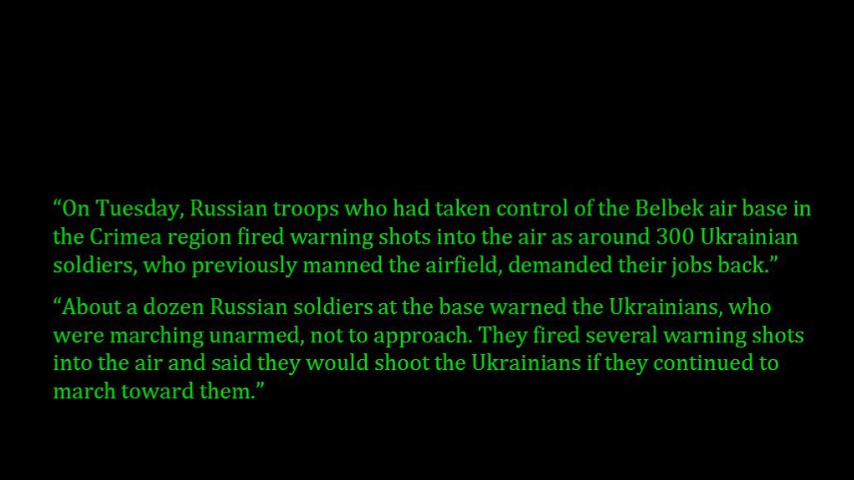 “On Tuesday, Russian troops who had taken control of the Belbek air base in
the Crimea region fired warning shots into the air as around 300 Ukrainian
soldiers, who previously manned the airfield, demanded their jobs back.”
“About a dozen Russian soldiers at the base warned the Ukrainians, who
were marching unarmed, not to approach. They fired several warning shots
into the air and said they would shoot the Ukrainians if they continued to
march toward them.”